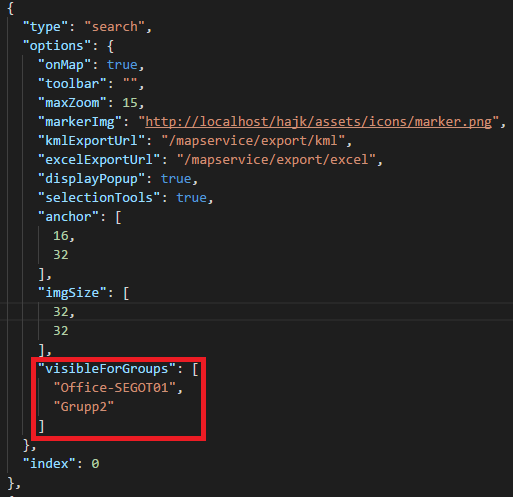 {
"type": "search",
"options": {
"onMap": true,
"toolbar": "",
"maxZoom": 15,
"markerImg": "http://localhost/hajk/assets/icons/marker.png",
"kmlExportUrl": "/mapservice/export/kml",
"excelExportUrl": "/mapservice/export/excel",
"displayPopup": true,
"selectionTools": true,
"anchor": [
16,
32
],
"imgSize": [
32,
32
],
"visibleForGroups": [
"Office-SEGOT01",
"Grupp2"
]
},
"index": 0
},